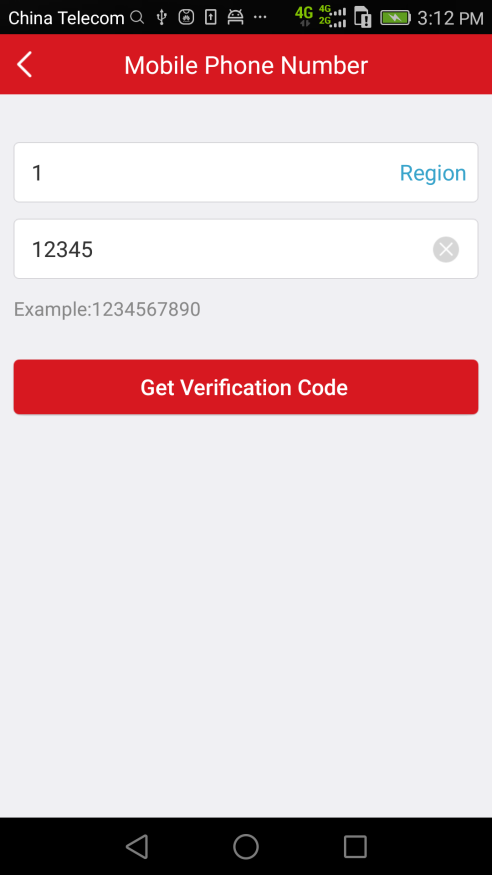 China Telecom 4G 4G 2G 3:12 PM
Mobile Phone Number
1 Region
12345
Example:1234567890
Get Verification Code